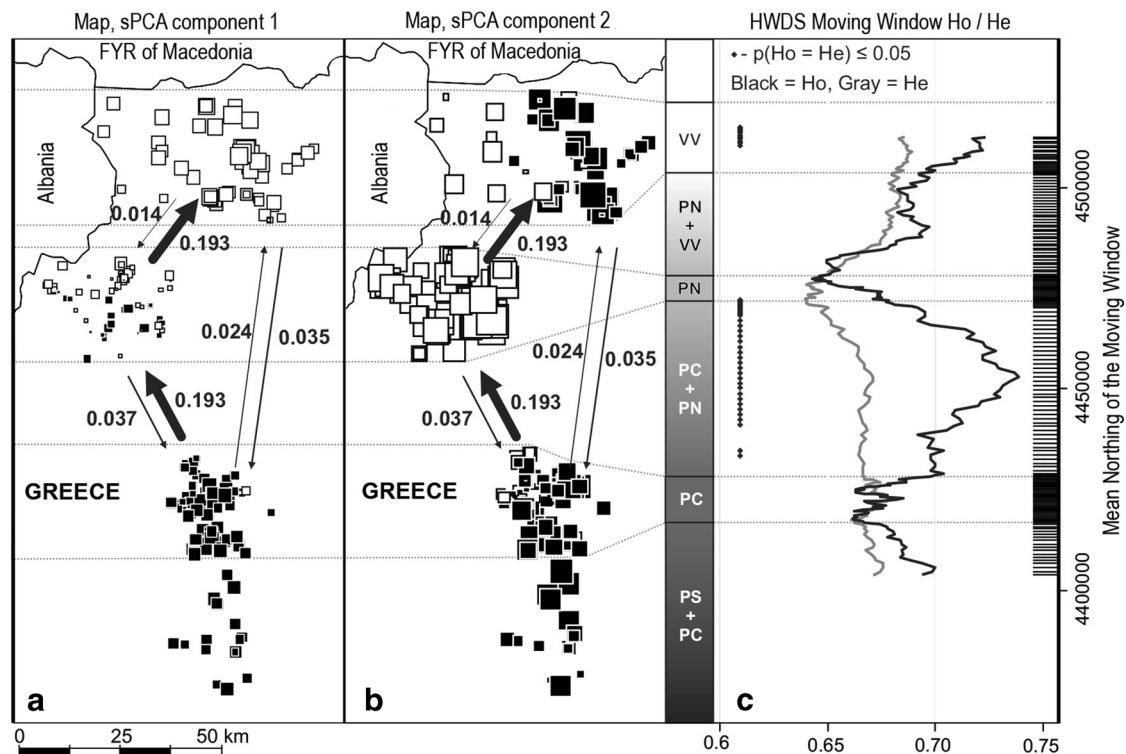 Map, sPCA component 1
FYR of Macedonia
Albania
0.014
0.193
0.024
0.035
0.193
0.037
GREECE
a
0 25 50 km
Map, sPCA component 2
FYR of Macedonia
Albania
0.014
0.193
0.024
0.035
0.193
0.037
GREECE
b
VV
PN
+
VV
PN
PC
+
PN
PC
PS
+
PC
HWDS Moving Window Ho / He
- p(Ho = He) ≤ 0.05
Black = Ho, Gray = He
c
0.6 0.65 0.70 0.75
4500000
4450000
4400000
Mean Northing of the Moving Window